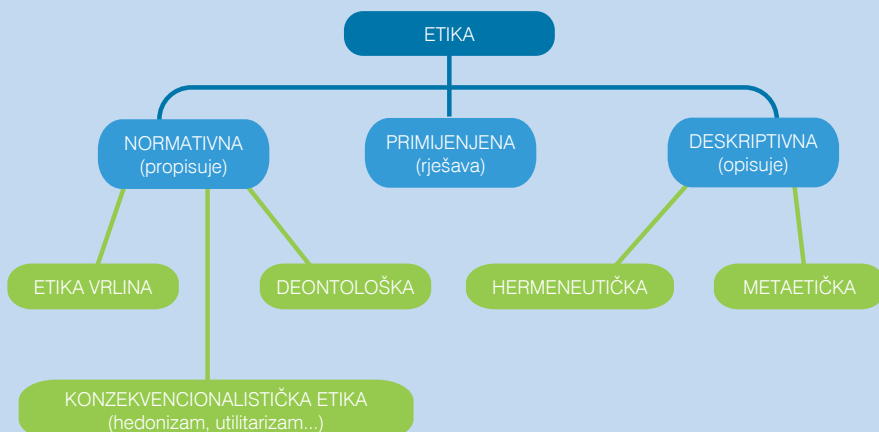 ETIKA
NORMATIVNA
(propisuje)
PRIMIJENJENA
(rješava)
DESKRIPTIVNA
(opisuje)
ETIKA VRLINA
DEONTOLOŠKA
HERMENEUTIČKA
METAETIČKA
KONZEKVENCIONALISTIČKA ETIKA
(hedonizam, utilitarizam...)